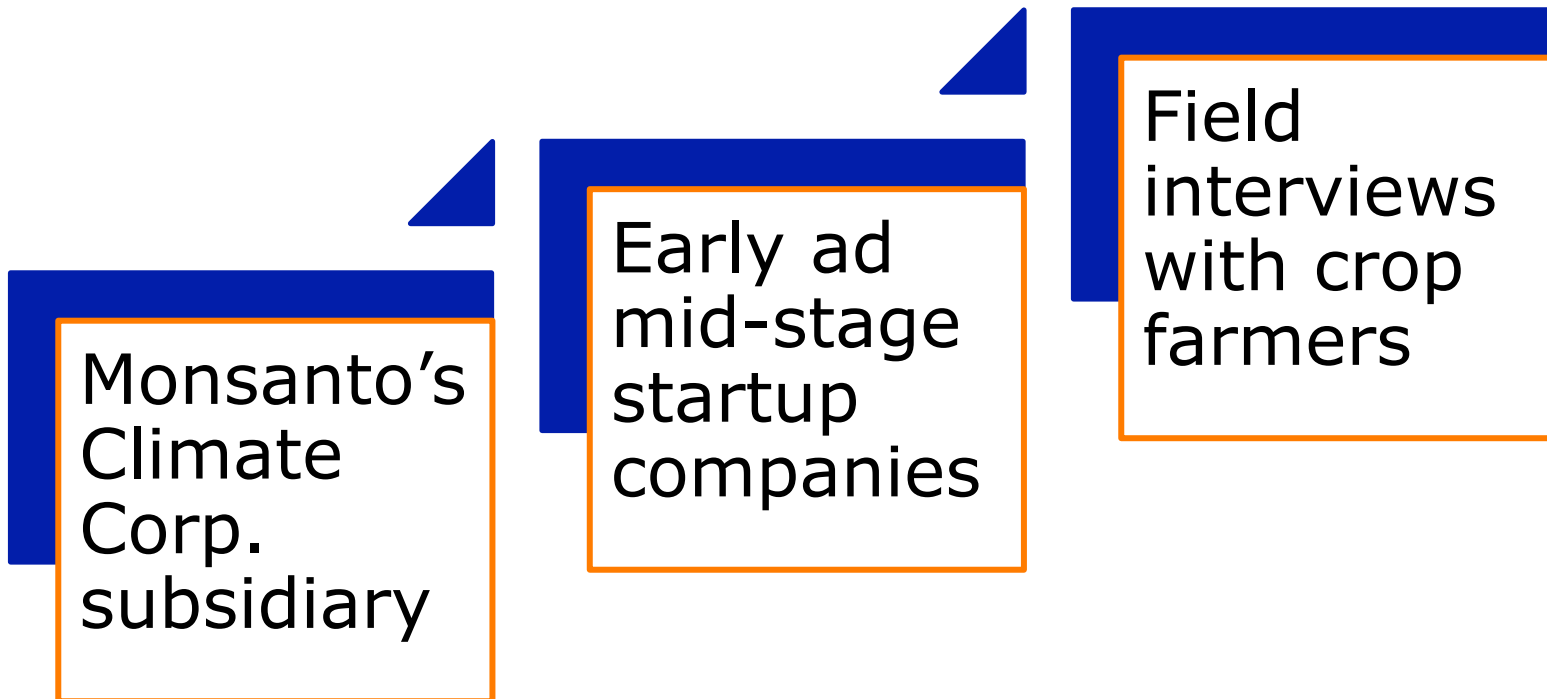 Monsanto’s
Climate
Corp.
subsidiary
Early ad
mid-stage
startup
companies
Field
interviews
with crop
farmers